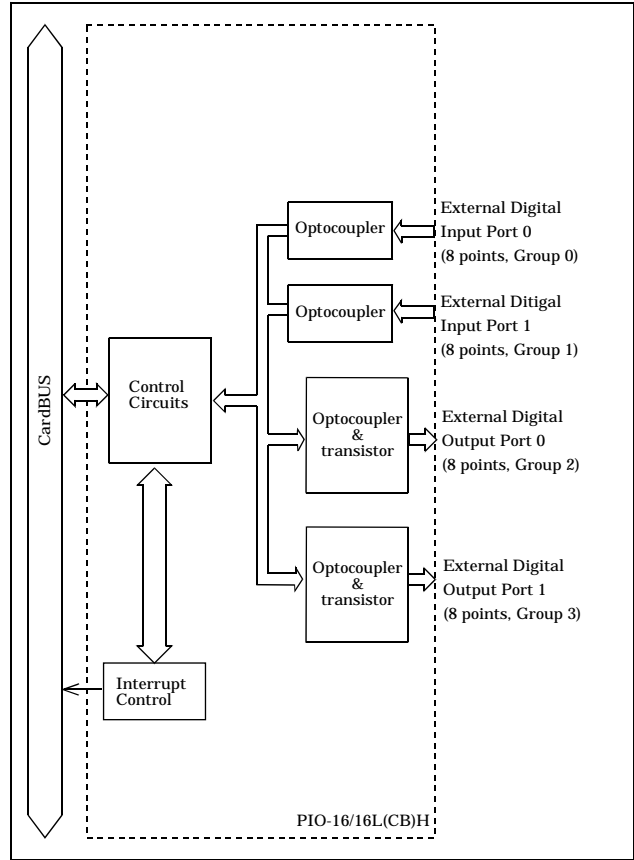 CardBUS
Control
Circuits
Interrupt
Control
Optocoupler
External Digital
Input Port 0
(8 points, Group 0)
Optocoupler
External Ditigal
Input Port 1
(8 points, Group 1)
Optocoupler
&
transistor
External Digital
Output Port 0
(8 points, Group 2)
Optocoupler
&
transistor
External Digital
Output Port 1
(8 points, Group 3)
PIO-16/16L(CB)H